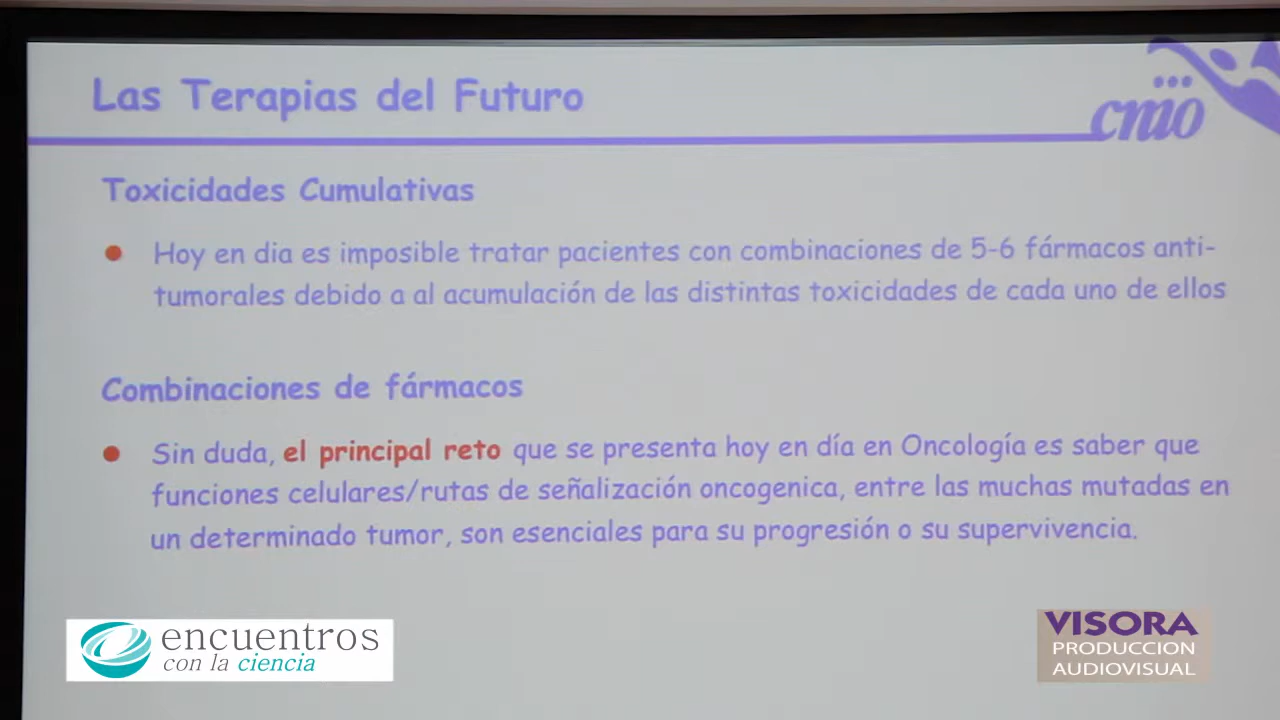 Las Terapias del Futuro
cnio
Toxicidades Cumulativas
Hoy en dia es imposible tratar pacientes con combinaciones de 5-6 fármacos anti-
tumorales debido a al acumulación de las distintas toxicidades de cada uno de ellos
Combinaciones de fármacos
Sin duda, el principal reto que se presenta hoy en día en Oncología es saber que
funciones celulares/rutas de señalización oncogenica, entre las muchas mutadas en
un determinado tumor, son esenciales para su progresión o su supervivencia.
encuentros
con la ciencia
VISORA
PRODUCCION
AUDIOVISUAL